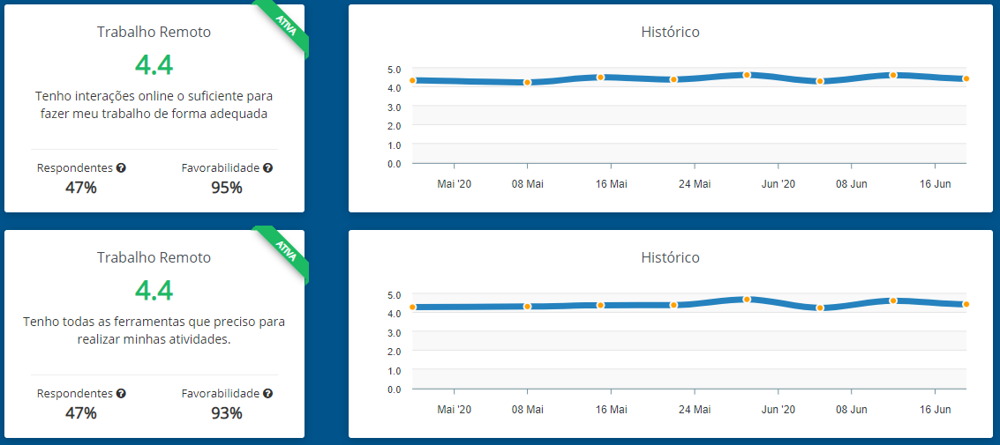 Trabalho Remoto
ATIVA
4.4
Tenho interações online o suficiente para
fazer meu trabalho de forma adequada
Respondentes ?
Favorabilidade ?
47%
95%
Histórico
5.0
4.0
3.0
2.0
1.0
0.0
Mai '20
08 Mai
16 Mai
24 Mai
Jun '20
08 Jun
16 Jun
Trabalho Remoto
ATIVA
4.4
Tenho todas as ferramentas que preciso para
realizar minhas atividades.
Respondentes ?
Favorabilidade ?
47%
93%
Histórico
5.0
4.0
3.0
2.0
1.0
0.0
Mai '20
08 Mai
16 Mai
24 Mai
Jun '20
08 Jun
16 Jun